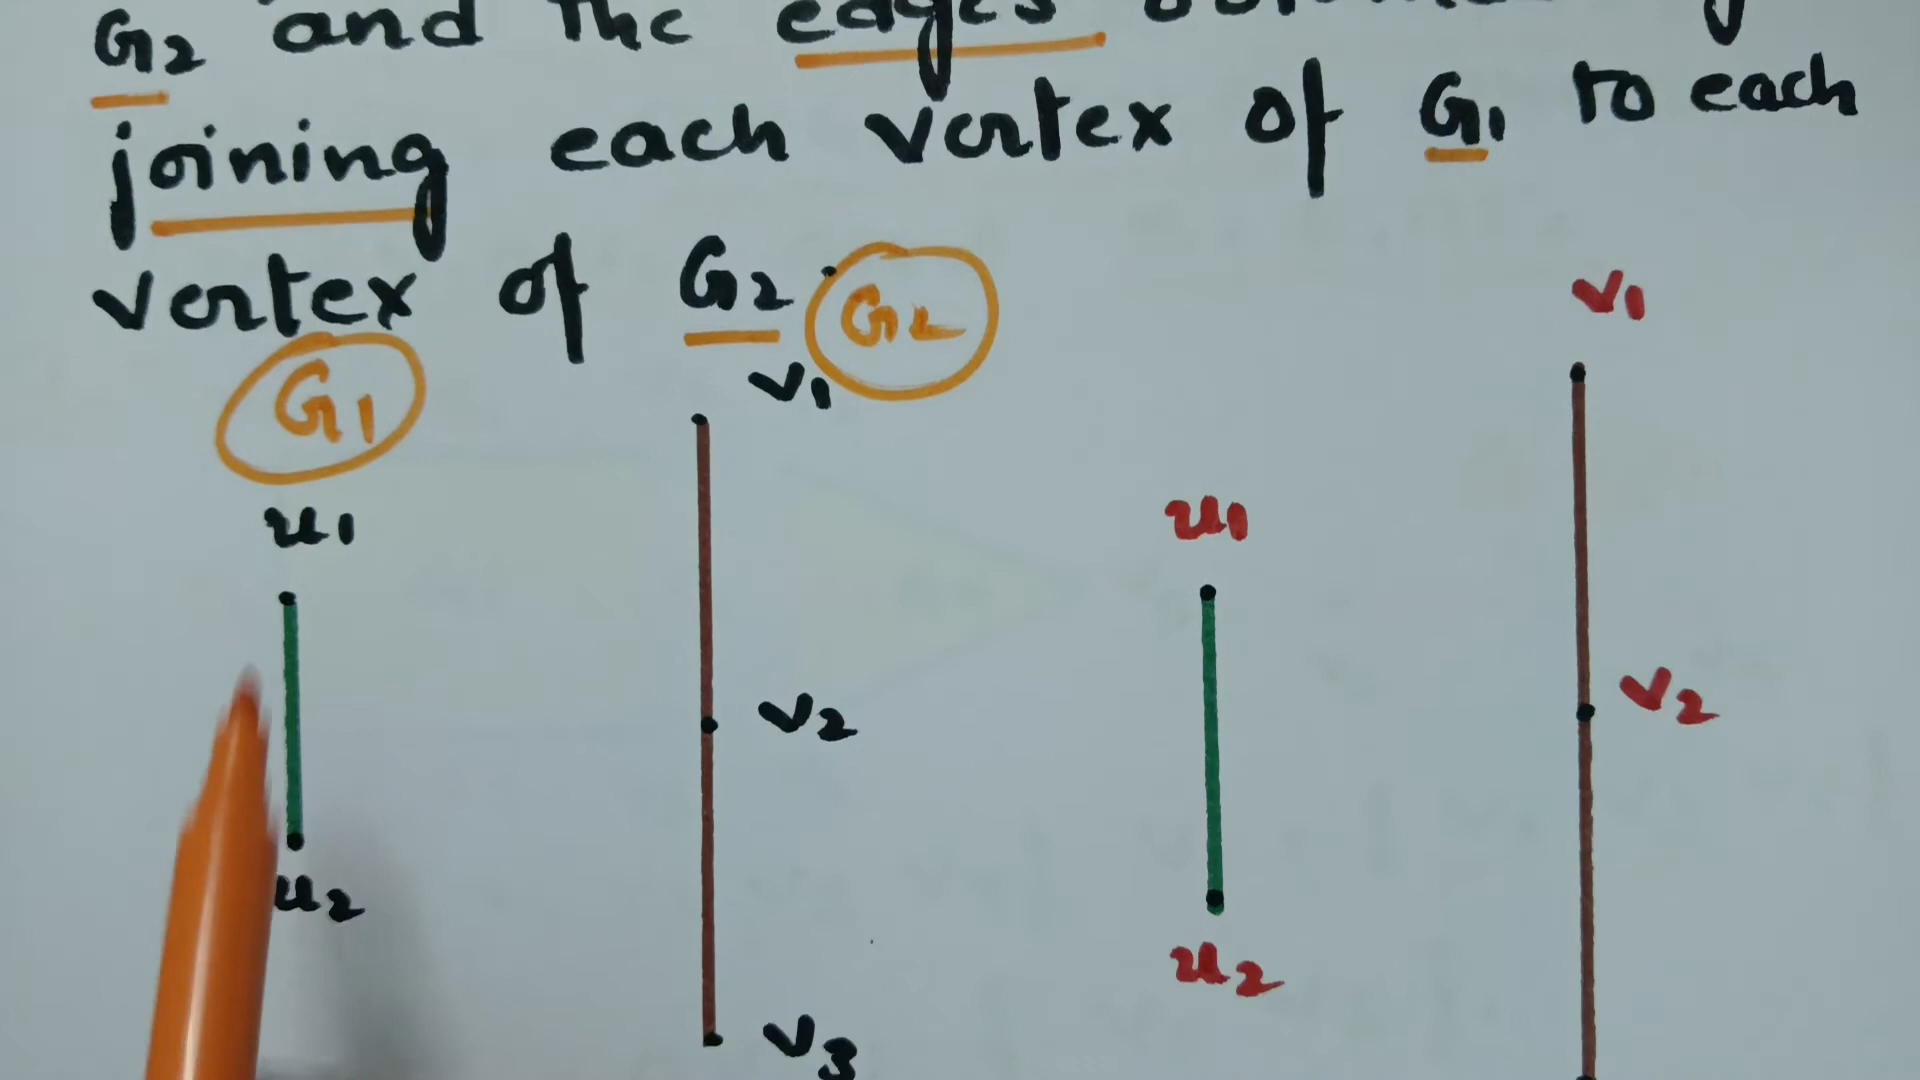 G2 and the edges
joining each vertex of G1 to each
vertex of G2.
G2
G1
v1
u1
v2
u2
v3
v1
u1
v2
u2